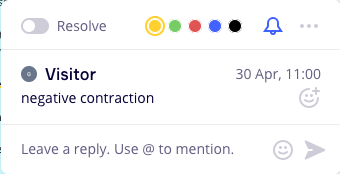 Resolve
Visitor
30 Apr, 11:00
negative contraction
Leave a reply. Use @ to mention.